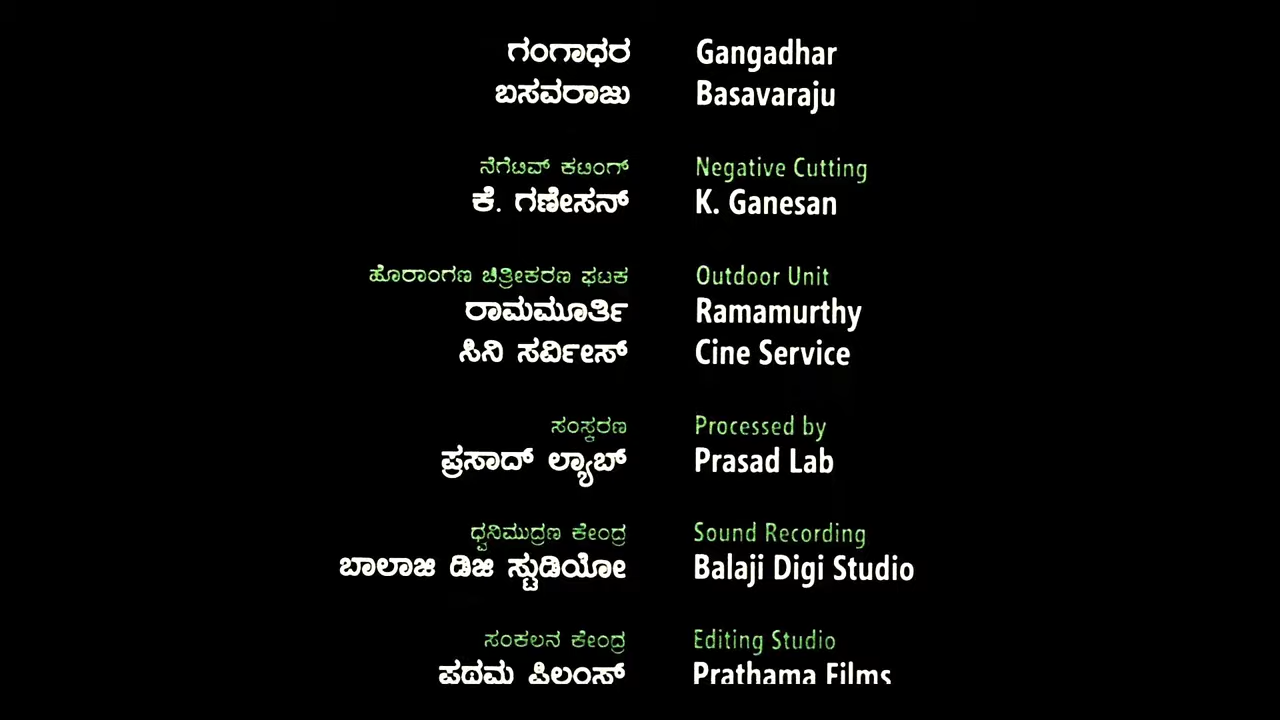 ಗಂಗಾಧರ Gangadhar
ಬಸವರಾಜು Basavaraju
ನೆಗೆಟಿವ್ ಕಟಿಂಗ್ Negative Cutting
ಕೆ. ಗಣೇಸನ್ K. Ganesan
ಹೊರಾಂಗಣ ಚಿತ್ರೀಕರಣ ಘಟಕ Outdoor Unit
ರಾಮಮೂರ್ತಿ Ramamurthy
ಸಿನಿ ಸರ್ವೀಸ್ Cine Service
ಸಂಸ್ಕರಣ Processed by
ಪ್ರಸಾದ್ ಲ್ಯಾಬ್ Prasad Lab
ಧ್ವನಿಮುದ್ರಣ ಕೇಂದ್ರ Sound Recording
ಬಾಲಾಜಿ ಡಿಜಿ ಸ್ಟುಡಿಯೋ Balaji Digi Studio
ಸಂಕಲನ ಕೇಂದ್ರ Editing Studio
ಪ್ರಥಮ ಫಿಲಂಸ್ Prathama Films